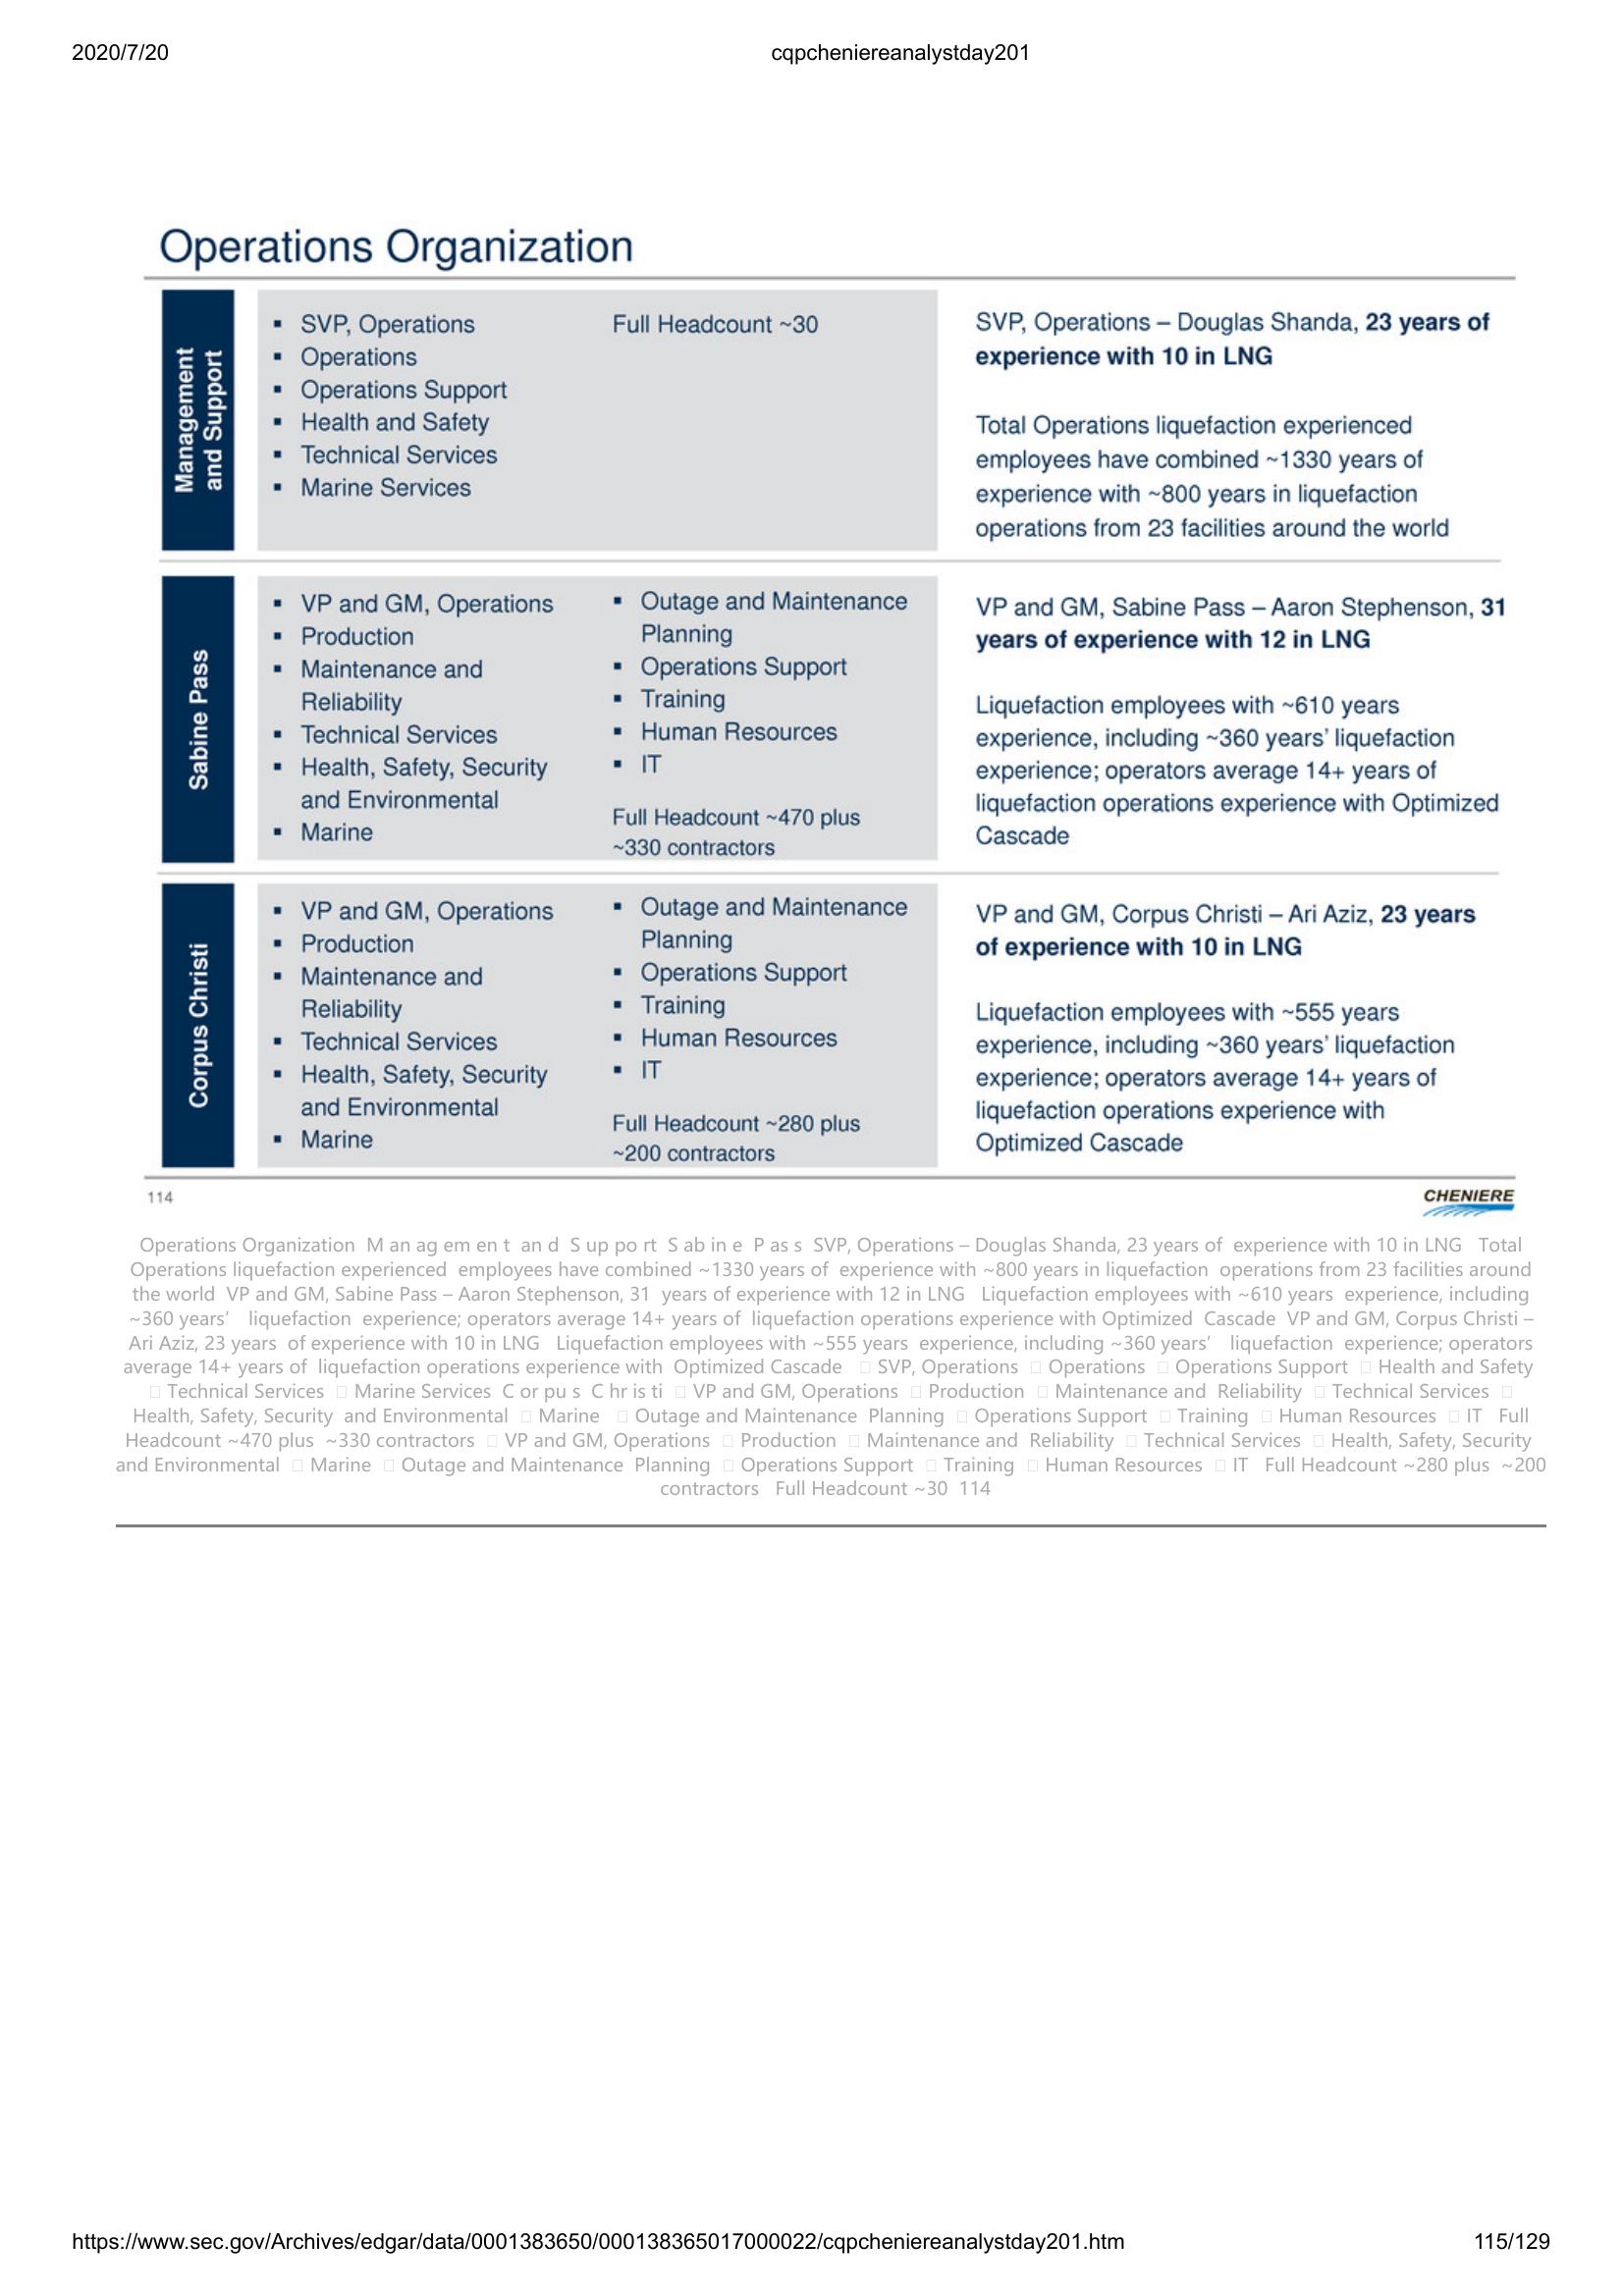 2020/7/20
cqpcheniereanalystday201
Operations Organization
Management
and Support
▪ SVP, Operations
▪ Operations
▪ Operations Support
▪ Health and Safety
▪ Technical Services
▪ Marine Services
Full Headcount ~30
SVP, Operations – Douglas Shanda, 23 years of
experience with 10 in LNG
Total Operations liquefaction experienced
employees have combined ~1330 years of
experience with ~800 years in liquefaction
operations from 23 facilities around the world
Sabine Pass
▪ VP and GM, Operations
▪ Production
▪ Maintenance and
Reliability
▪ Technical Services
▪ Health, Safety, Security
and Environmental
▪ Marine
▪ Outage and Maintenance
Planning
▪ Operations Support
▪ Training
▪ Human Resources
▪ IT
Full Headcount ~470 plus
~330 contractors
VP and GM, Sabine Pass – Aaron Stephenson, 31
years of experience with 12 in LNG
Liquefaction employees with ~610 years
experience, including ~360 years’ liquefaction
experience; operators average 14+ years of
liquefaction operations experience with Optimized
Cascade
Corpus Christi
▪ VP and GM, Operations
▪ Production
▪ Maintenance and
Reliability
▪ Technical Services
▪ Health, Safety, Security
and Environmental
▪ Marine
▪ Outage and Maintenance
Planning
▪ Operations Support
▪ Training
▪ Human Resources
▪ IT
Full Headcount ~280 plus
~200 contractors
VP and GM, Corpus Christi – Ari Aziz, 23 years
of experience with 10 in LNG
Liquefaction employees with ~555 years
experience, including ~360 years’ liquefaction
experience; operators average 14+ years of
liquefaction operations experience with
Optimized Cascade
114
CHENIERE
Operations Organization M an ag em en t an d S up po rt S ab in e P as s SVP, Operations – Douglas Shanda, 23 years of experience with 10 in LNG Total
Operations liquefaction experienced employees have combined ~1330 years of experience with ~800 years in liquefaction operations from 23 facilities around
the world VP and GM, Sabine Pass – Aaron Stephenson, 31 years of experience with 12 in LNG Liquefaction employees with ~610 years experience, including
~360 years’ liquefaction experience; operators average 14+ years of liquefaction operations experience with Optimized Cascade VP and GM, Corpus Christi –
Ari Aziz, 23 years of experience with 10 in LNG Liquefaction employees with ~555 years experience, including ~360 years’ liquefaction experience; operators
average 14+ years of liquefaction operations experience with Optimized Cascade □ SVP, Operations □ Operations □ Operations Support □ Health and Safety
□ Technical Services □ Marine Services C or pu s C hr is ti □ VP and GM, Operations □ Production □ Maintenance and Reliability □ Technical Services □
Health, Safety, Security and Environmental □ Marine □ Outage and Maintenance Planning □ Operations Support □ Training □ Human Resources □ IT Full
Headcount ~470 plus ~330 contractors □ VP and GM, Operations □ Production □ Maintenance and Reliability □ Technical Services □ Health, Safety, Security
and Environmental □ Marine □ Outage and Maintenance Planning □ Operations Support □ Training □ Human Resources □ IT Full Headcount ~280 plus ~200
contractors Full Headcount ~30 114
https://www.sec.gov/Archives/edgar/data/0001383650/000138365017000022/cqpcheniereanalystday201.htm
115/129